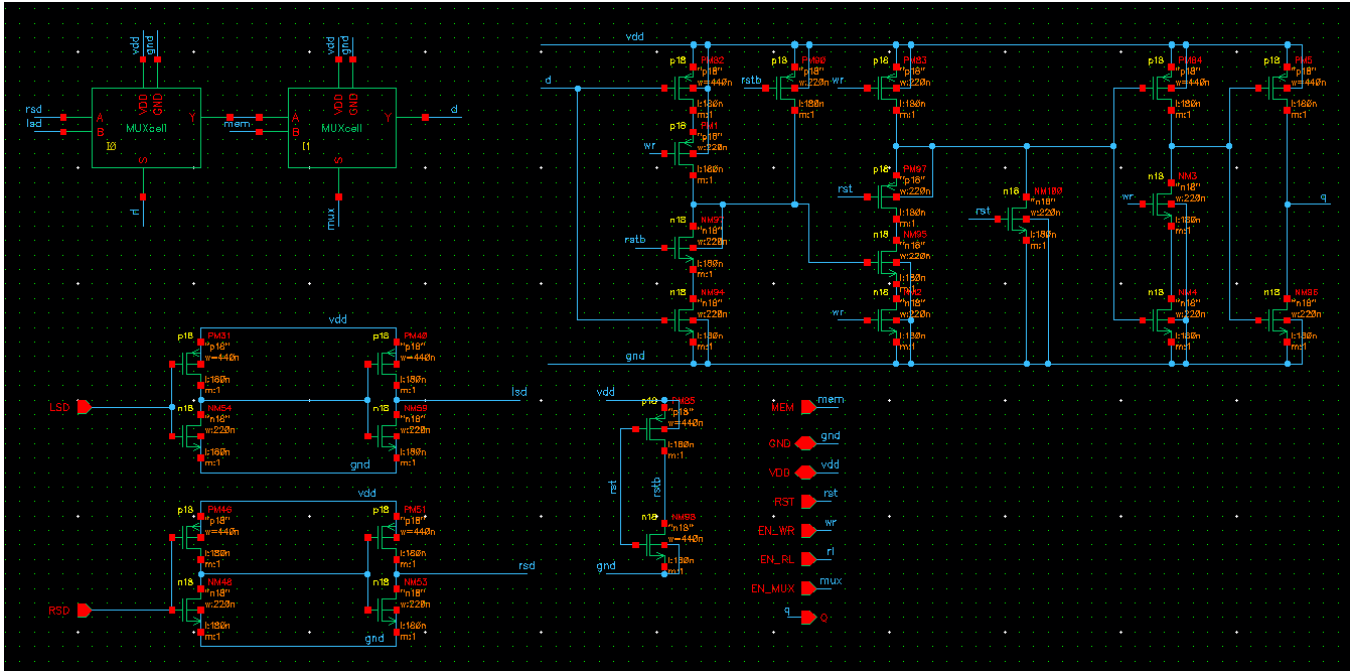 vdd
gnd
vdd
gnd
VDD
GND
VDD
GND
rsd
lsd
A
B
Y
MUXcell
I0
S
rl
mem
A
B
Y
MUXcell
I1
S
mux
d
vdd
d
p18
PM82
"p18"
w=440n
l:180n
m:1
wr
p18
PM1
"p18"
w:220n
l:180n
m:1
rstb
n18
"n18"
w:220n
l:180n
m:1
n18
NM94
"n18"
w:220n
l:180n
m:1
rstb
p18
PM90
"p18"
w:220n
l:180n
m:1
wr
p18
PM83
"p18"
w:220n
l:180n
m:1
rst
p18
PM97
"p18"
w:220n
l:180n
m:1
n18
NM95
"n18"
w:220n
l:180n
m:1
wr
n18
"n18"
w:220n
l:180n
m:1
rst
n18
NM100
"n18"
w:220n
l:180n
m:1
p18
PM84
"p18"
w=440n
l:180n
m:1
wr
n18
NM3
"n18"
w:220n
l:180n
m:1
n18
NM4
"n18"
w:220n
l:180n
m:1
p18
PM5
"p18"
w=440n
l:180n
m:1
q
n18
"n18"
w:220n
l:180n
m:1
gnd
vdd
LSD
p18
PM31
"p18"
w=440n
l:180n
m:1
n18
NM54
"n18"
w:220n
l:180n
m:1
p18
PM40
"p18"
w=440n
l:180n
m:1
n18
NM59
"n18"
w:220n
l:180n
m:1
lsd
gnd
vdd
RSD
p18
PM46
"p18"
w=440n
l:180n
m:1
n18
NM48
"n18"
w:220n
l:180n
m:1
p18
PM51
"p18"
w=440n
l:180n
m:1
n18
NM53
"n18"
w:220n
l:180n
m:1
rsd
gnd
vdd
p18
"p18"
w=440n
l:180n
m:1
rst
rstb
n18
"n18"
w=440n
l:180n
m:1
gnd
MEM mem
GND gnd
VDD vdd
RST rst
EN_WR wr
EN_RL rl
EN_MUX mux
q Q